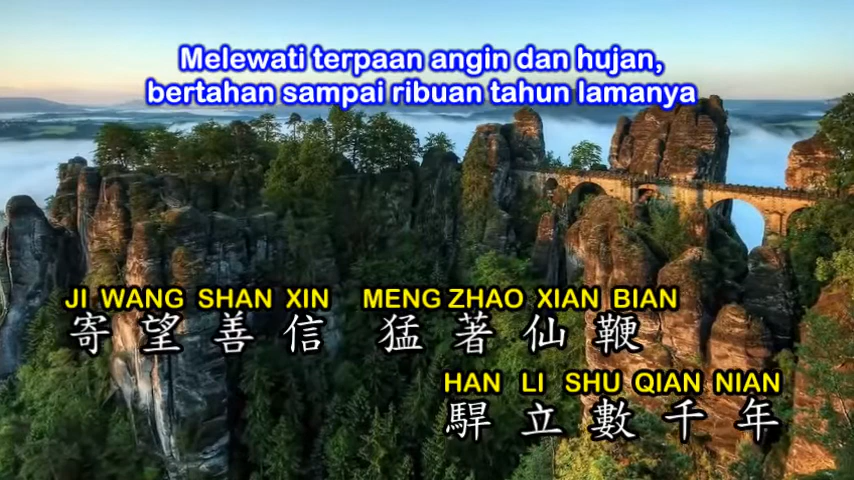 Melewati terpaan angin dan hujan,
bertahan sampai ribuan tahun lamanya
JI WANG SHAN XIN MENG ZHAO XIAN BIAN
寄望善信 猛著仙鞭
HAN LI SHU QIAN NIAN
駻立數千年